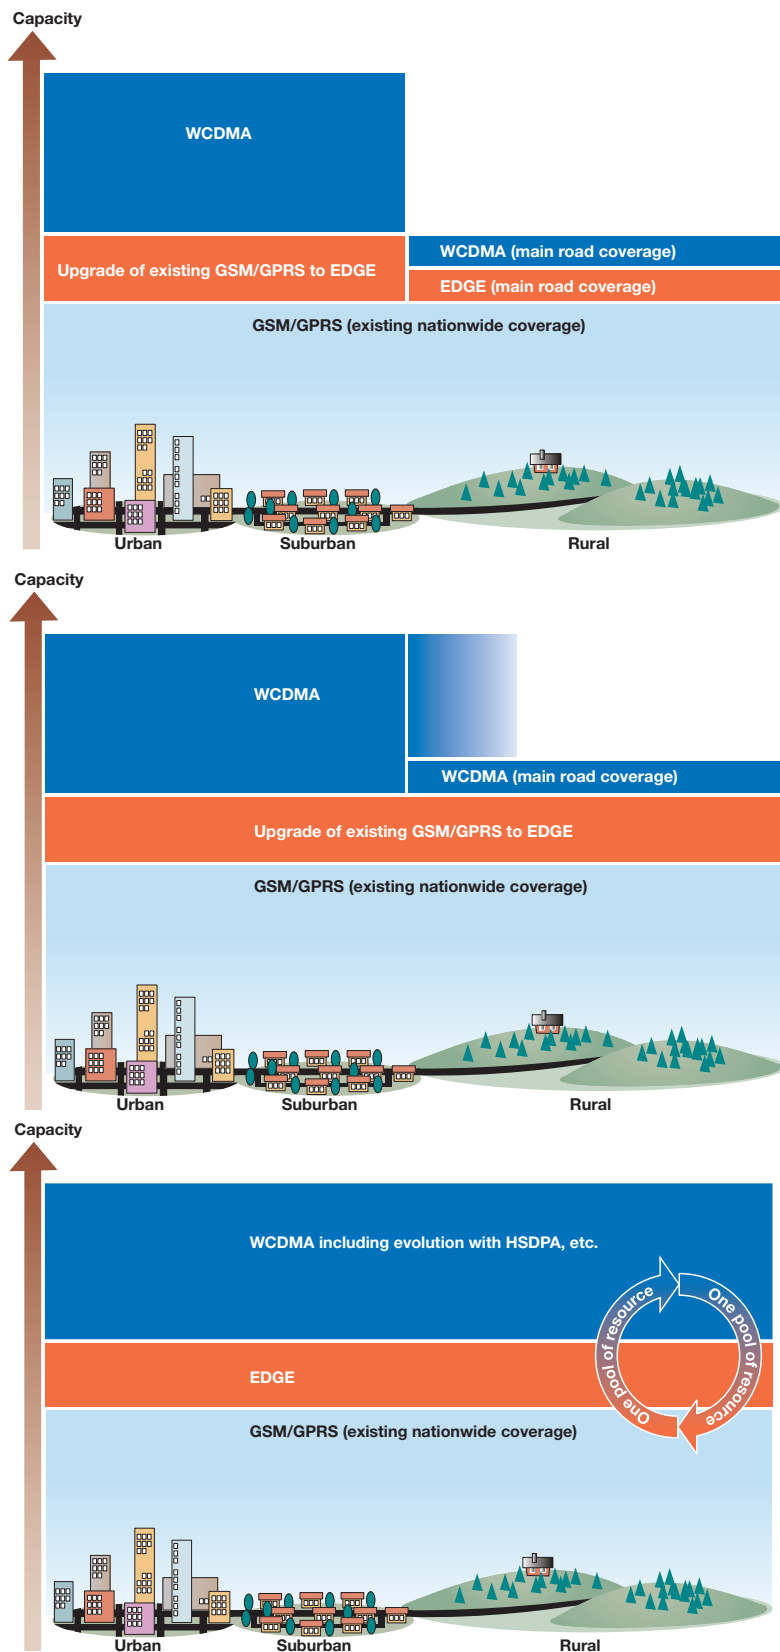 Capacity
WCDMA
WCDMA (main road coverage)
Upgrade of existing GSM/GPRS to EDGE
EDGE (main road coverage)
GSM/GPRS (existing nationwide coverage)
Urban
Suburban
Rural
Capacity
WCDMA
WCDMA (main road coverage)
Upgrade of existing GSM/GPRS to EDGE
GSM/GPRS (existing nationwide coverage)
Urban
Suburban
Rural
Capacity
WCDMA including evolution with HSDPA, etc.
One pool of resource
One pool of resource
EDGE
GSM/GPRS (existing nationwide coverage)
Urban
Suburban
Rural